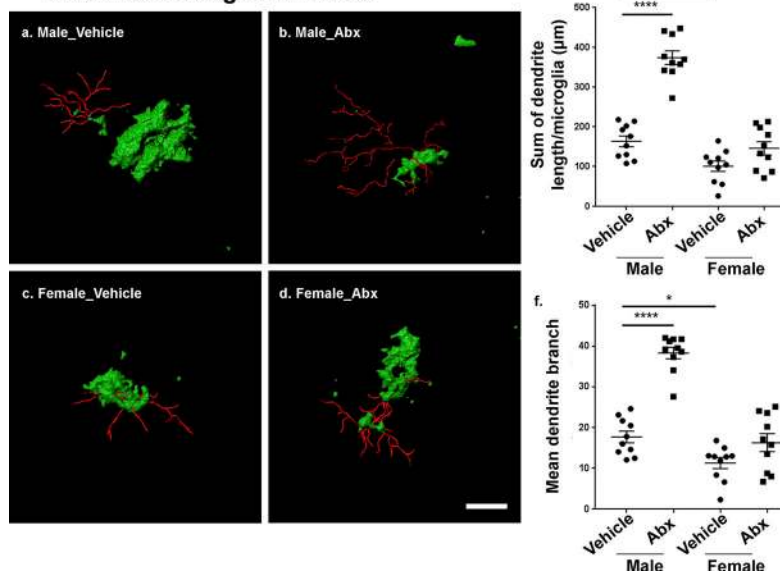 a. Male_Vehicle
b. Male_Abx
c. Female_Vehicle
d. Female_Abx
Sum of dendrite
length/microglia (µm)
500
400
300
200
100
0
****
Vehicle
Abx
Vehicle
Abx
Male
Female
f.
Mean dendrite branch
50
40
30
20
10
0
*
****
Vehicle
Abx
Vehicle
Abx
Male
Female